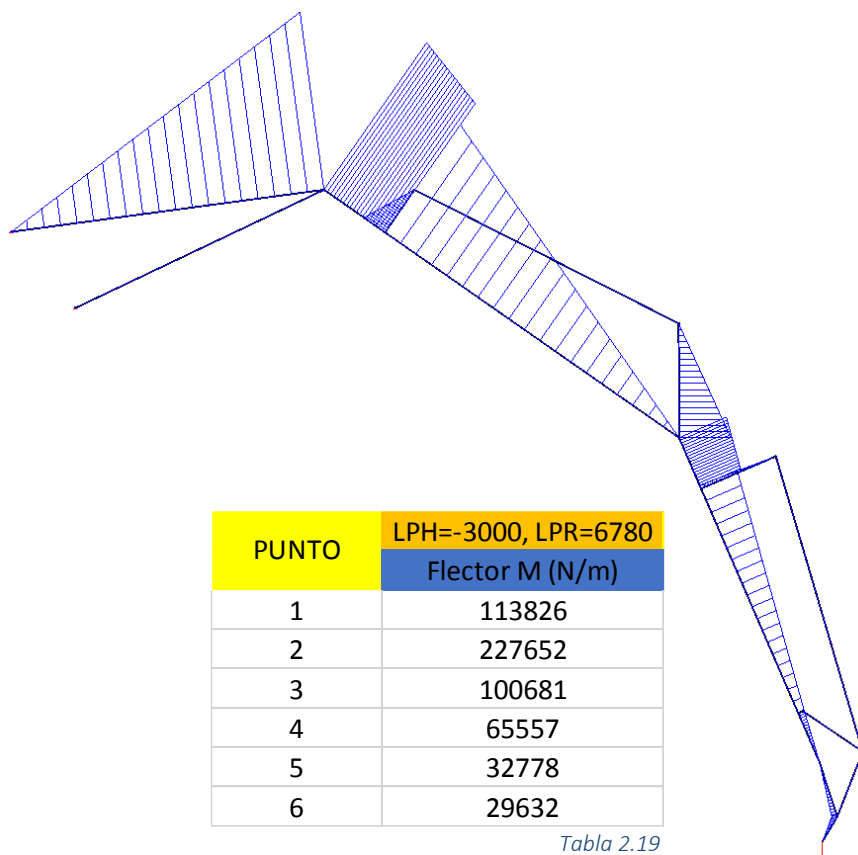 PUNTO
LPH=-3000, LPR=6780
Flector M (N/m)
1 113826
2 227652
3 100681
4 65557
5 32778
6 29632
Tabla 2.19